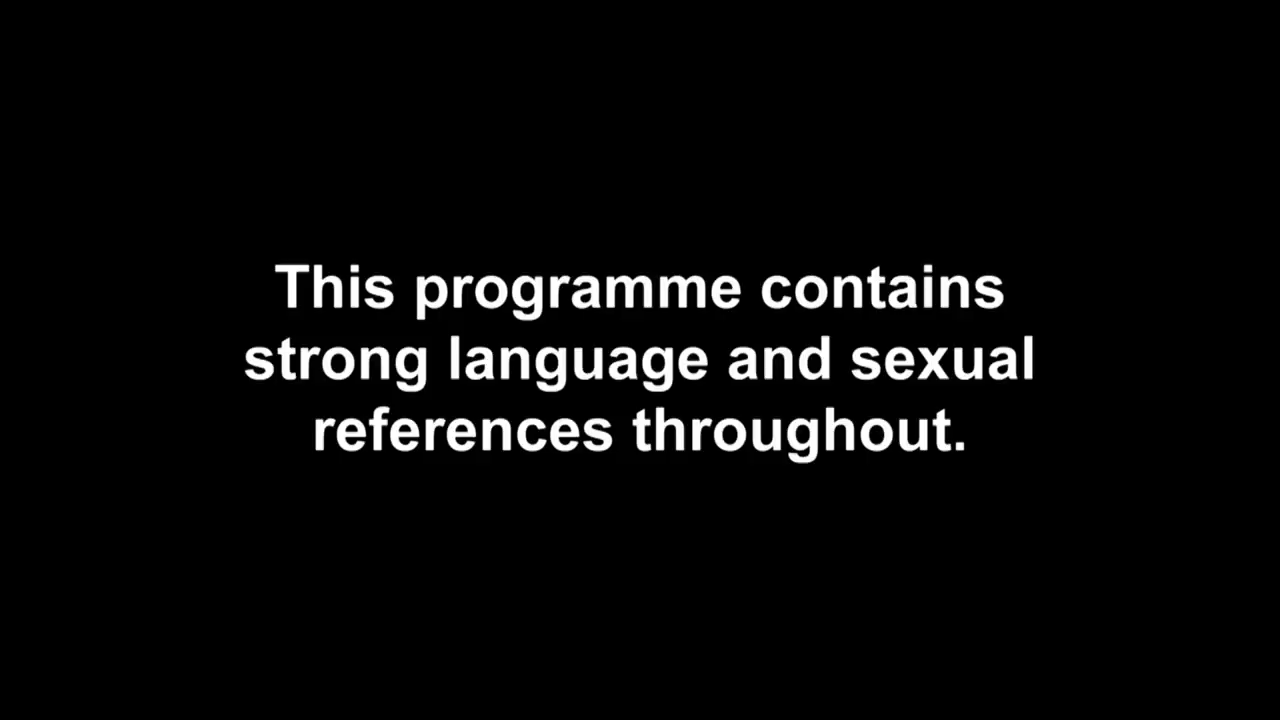 This programme contains
strong language and sexual
references throughout.